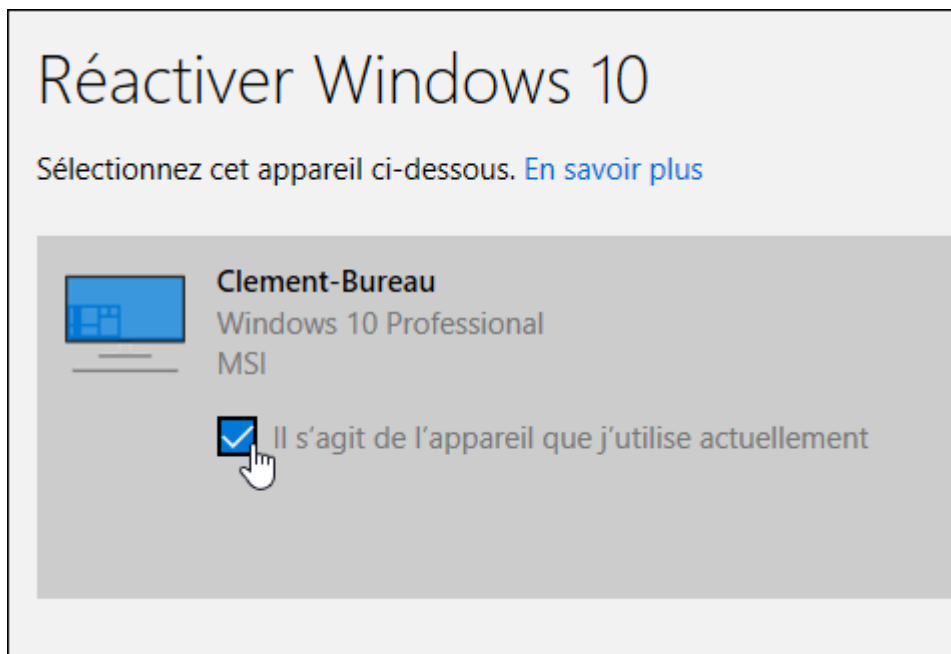 Réactiver Windows 10
Sélectionnez cet appareil ci-dessous. En savoir plus
Clement-Bureau
Windows 10 Professional
MSI
Il s’agit de l’appareil que j’utilise actuellement